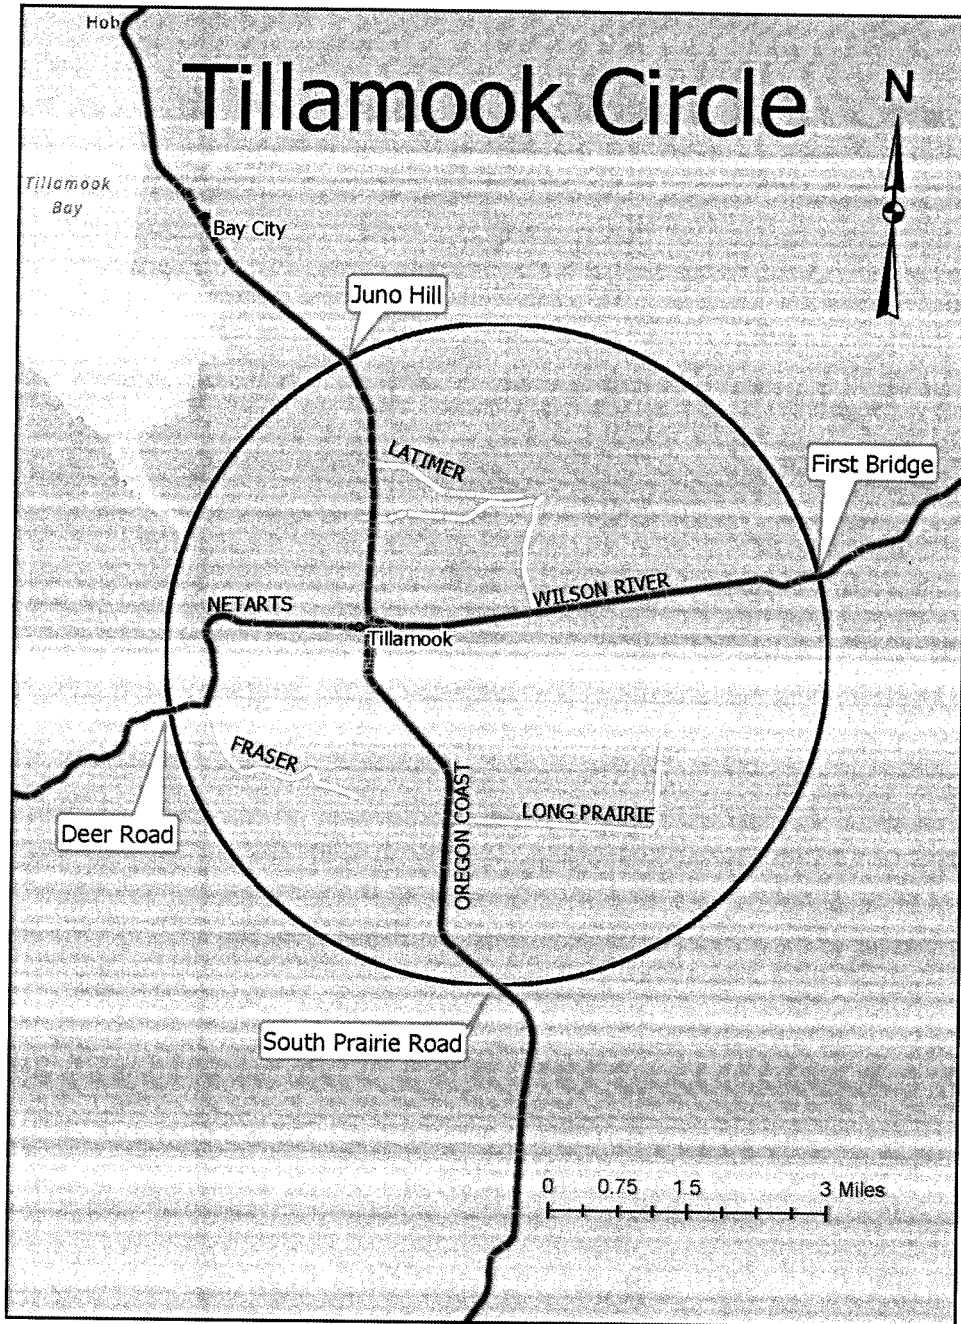 Hob
Tillamook Circle
N
Tillamook
Bay
Bay City
Juno Hill
LATIMER
First Bridge
NETARTS
WILSON RIVER
Tillamook
FRASER
OREGON COAST
LONG PRAIRIE
Deer Road
South Prairie Road
0 0.75 1.5 3 Miles